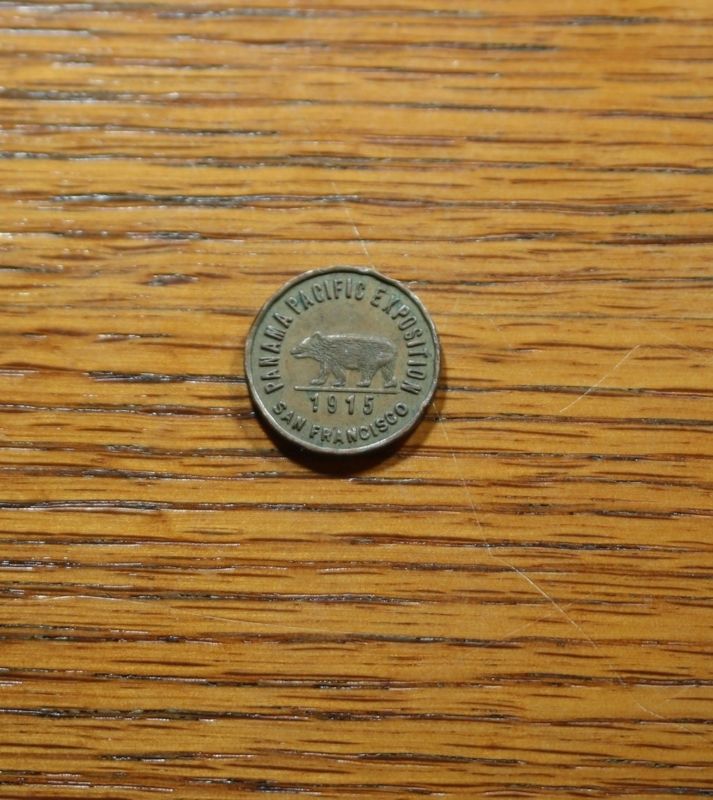 PANAMA PACIFIC EXPOSITION
1915
SAN FRANCISCO